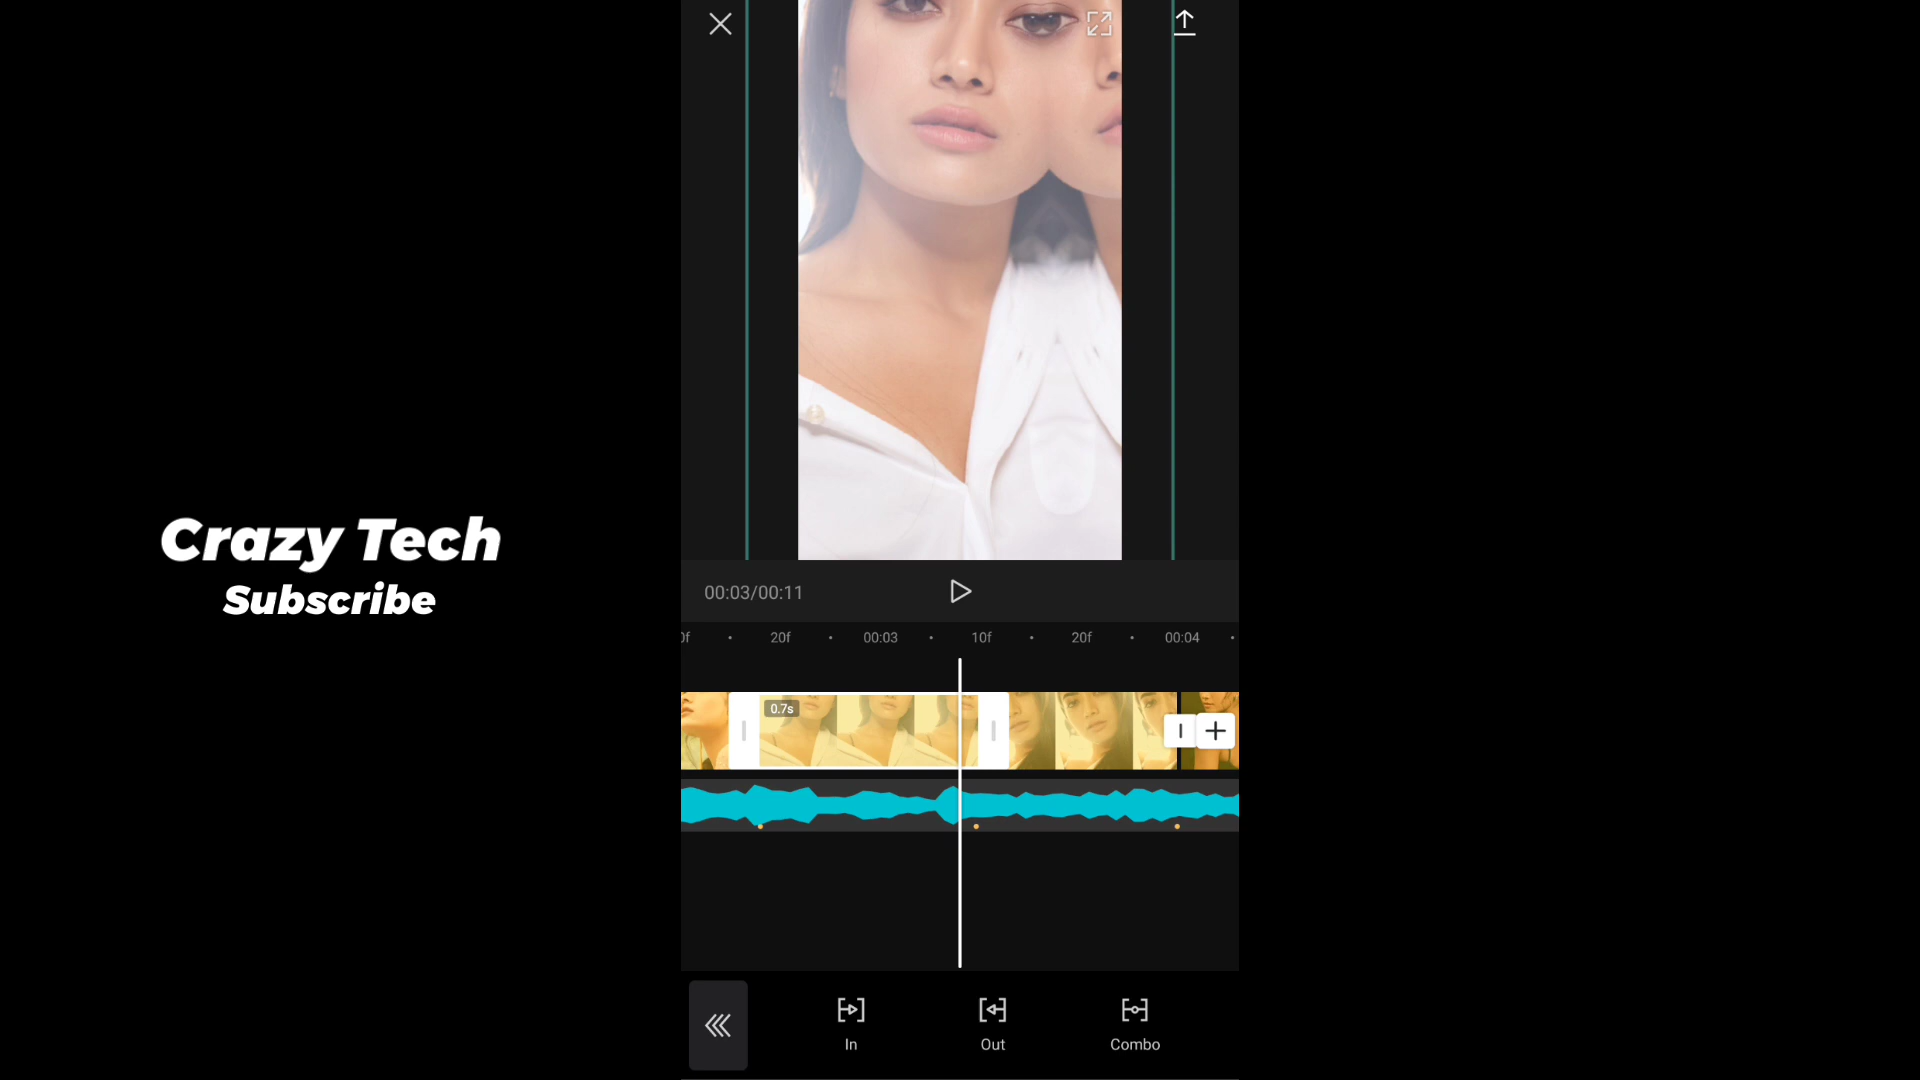 Crazy Tech
Subscribe
00:03/00:11
0f
20f
00:03
10f
20f
00:04
0.7s
In
Out
Combo